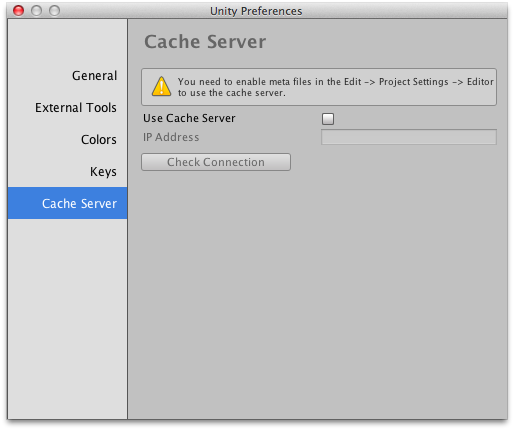 Unity Preferences
Cache Server
General
External Tools
Colors
Keys
Cache Server
You need to enable meta files in the Edit -> Project Settings -> Editor
to use the cache server.
Use Cache Server
IP Address
Check Connection